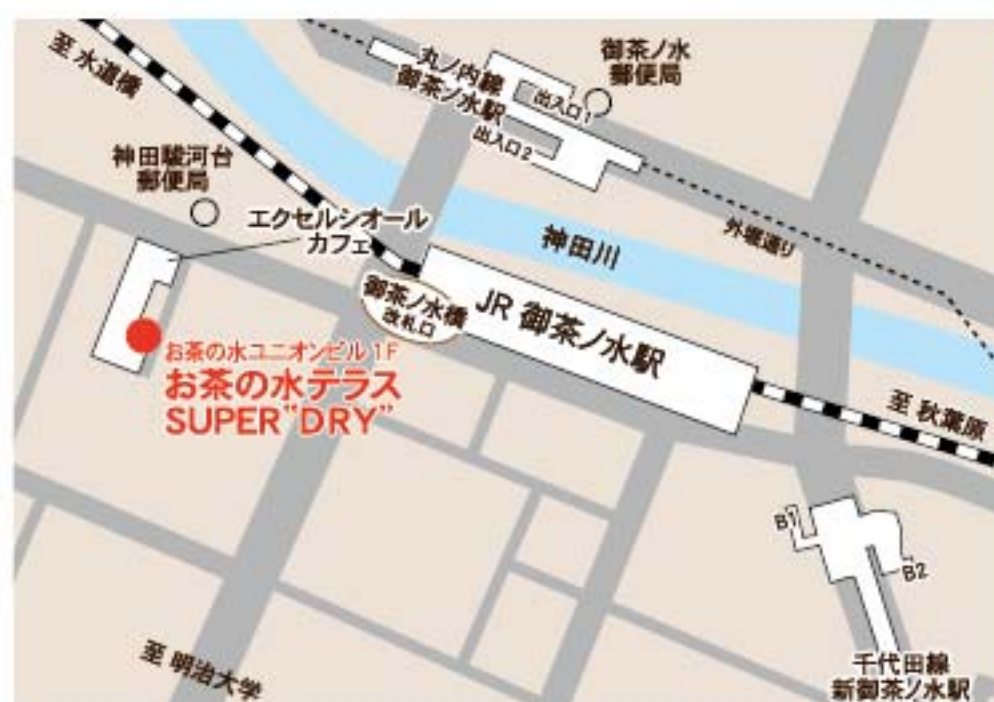 至 水道橋
丸ノ内線
御茶ノ水駅
出入口1
出入口2
御茶ノ水
郵便局
神田駿河台
郵便局
エクセルシオール
カフェ
神田川
外堀通り
御茶ノ水橋
改札口
JR 御茶ノ水駅
至 秋葉原
お茶の水ユニオンビル 1F
お茶の水テラス
SUPER"DRY"
B1
B2
至 明治大学
千代田線
新御茶ノ水駅